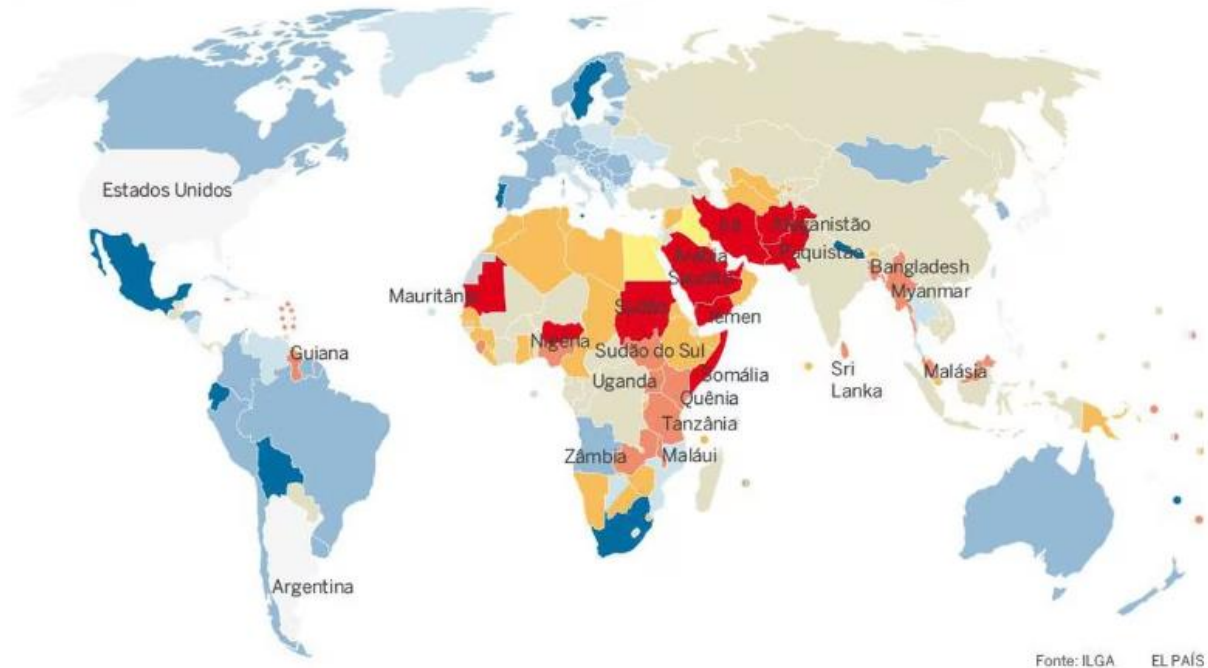 Estados Unidos
Afeganistão
Paquistão
Bangladesh
Arábia
Saudita
Myanmar
Mauritânia
Sudão
Iemen
Nigéria
Guiana
Sudão do Sul
Malásia
Sri
Lanka
Uganda
Somália
Quênia
Tanzânia
Zâmbia
Maláui
Argentina
Fonte: ILGA
EL PAÍS